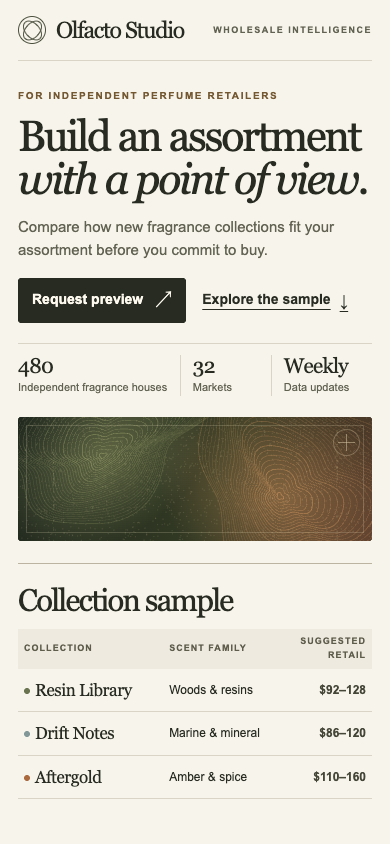 Olfacto Studio
WHOLESALE INTELLIGENCE
FOR INDEPENDENT PERFUME RETAILERS
Build an assortment
with a point of view.
Compare how new fragrance collections fit your
assortment before you commit to buy.
Request preview ↗
Explore the sample ↓
480
Independent fragrance houses
32
Markets
Weekly
Data updates
Collection sample
COLLECTION
SCENT FAMILY
SUGGESTED
RETAIL
Resin Library
Woods & resins
$92–128
Drift Notes
Marine & mineral
$86–120
Aftergold
Amber & spice
$110–160